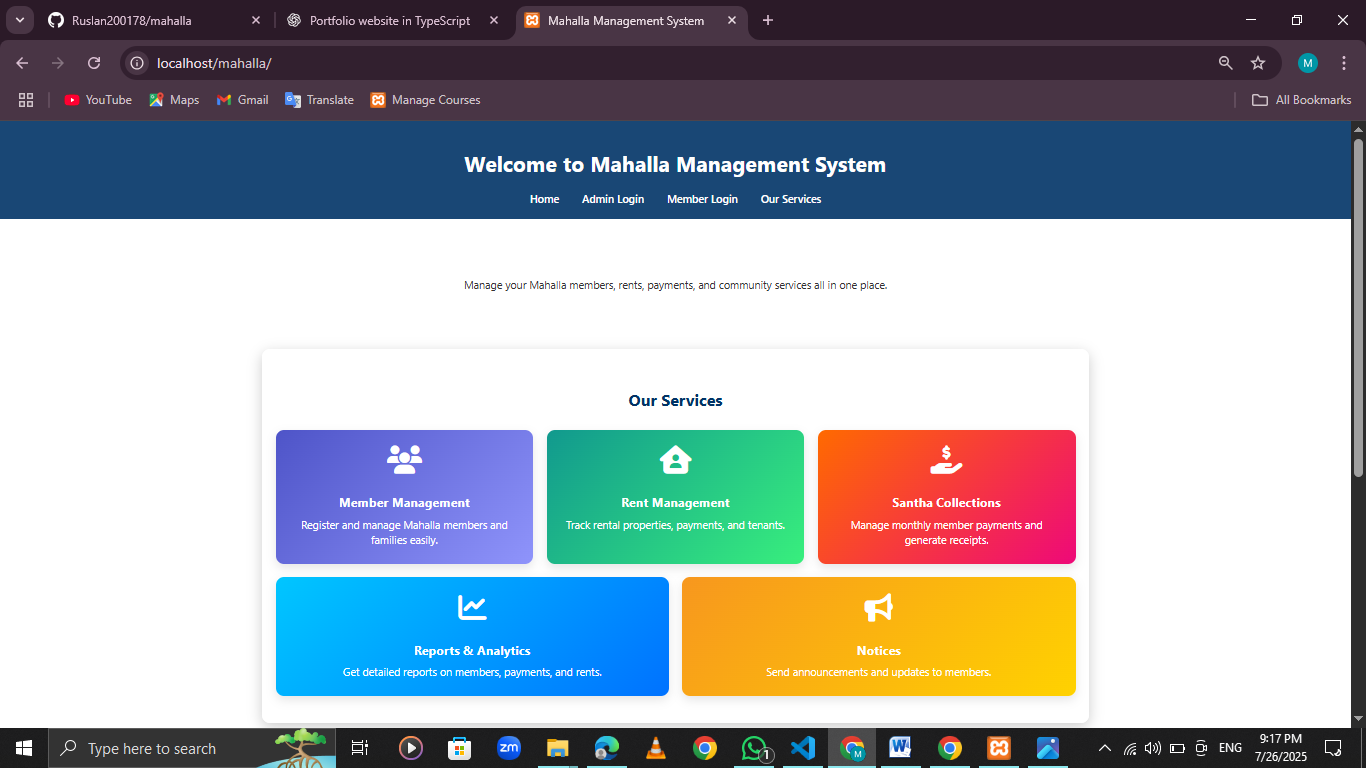 Ruslan200178/mahalla
Portfolio website in TypeScript
Mahalla Management System
localhost/mahalla/
M
YouTube
Maps
Gmail
Translate
Manage Courses
All Bookmarks
Welcome to Mahalla Management System
Home
Admin Login
Member Login
Our Services
Manage your Mahalla members, rents, payments, and community services all in one place.
Our Services
Member Management
Register and manage Mahalla members and
families easily.
Rent Management
Track rental properties, payments, and tenants.
$
Santha Collections
Manage monthly member payments and
generate receipts.
Reports & Analytics
Get detailed reports on members, payments, and rents.
Notices
Send announcements and updates to members.
Type here to search
zm
1
M
W
ENG
9:17 PM
7/26/2025